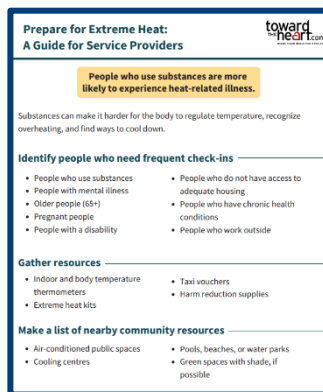 Prepare for Extreme Heat:
A Guide for Service Providers
toward
THE
heart.com
People who use substances are more
likely to experience heat-related illness.
Substances can make it harder for the body to regulate temperature, recognize
overheating, and find ways to cool down.
Identify people who need frequent check-ins
• People who use substances
• People with mental illness
• Older people (65+)
• Pregnant people
• People with a disability
• People who do not have access to
adequate housing
• People who have chronic health
conditions
• People who work outside
Gather resources
• Indoor and body temperature
thermometers
• Extreme heat kits
• Taxi vouchers
• Harm reduction supplies
Make a list of nearby community resources
• Air-conditioned public spaces
• Cooling centres
• Pools, beaches, or water parks
• Green spaces with shade, if
possible